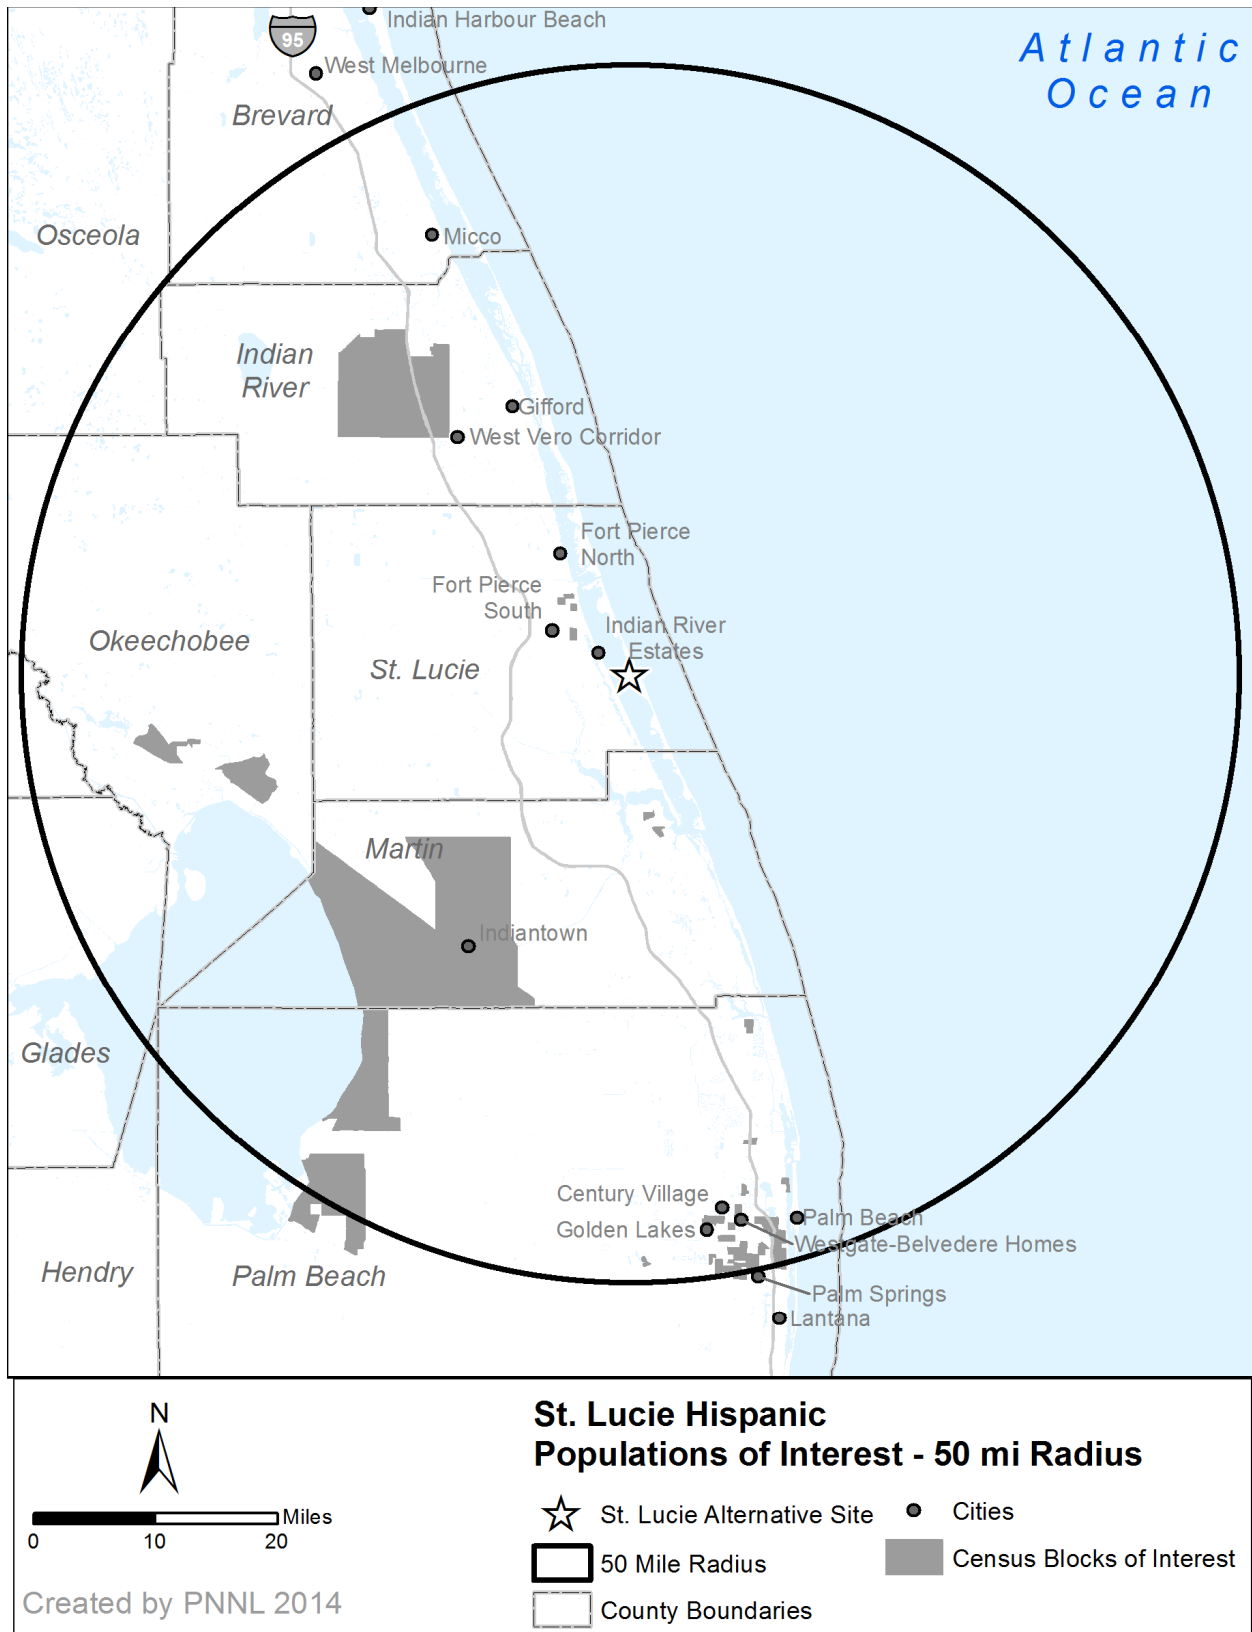 Indian Harbour Beach
95
West Melbourne
Atlantic
Ocean
Brevard
Osceola
Micco
Indian
River
Gifford
West Vero Corridor
Fort Pierce
North
Fort Pierce
South
Indian River
Estates
Okeechobee
St. Lucie
Martin
Indiantown
Glades
Century Village
Palm Beach
Golden Lakes
Westgate-Belvedere Homes
Hendry
Palm Beach
Palm Springs
Lantana
N
Miles
0 10 20
Created by PNNL 2014
St. Lucie Hispanic
Populations of Interest - 50 mi Radius
St. Lucie Alternative Site
Cities
50 Mile Radius
Census Blocks of Interest
County Boundaries